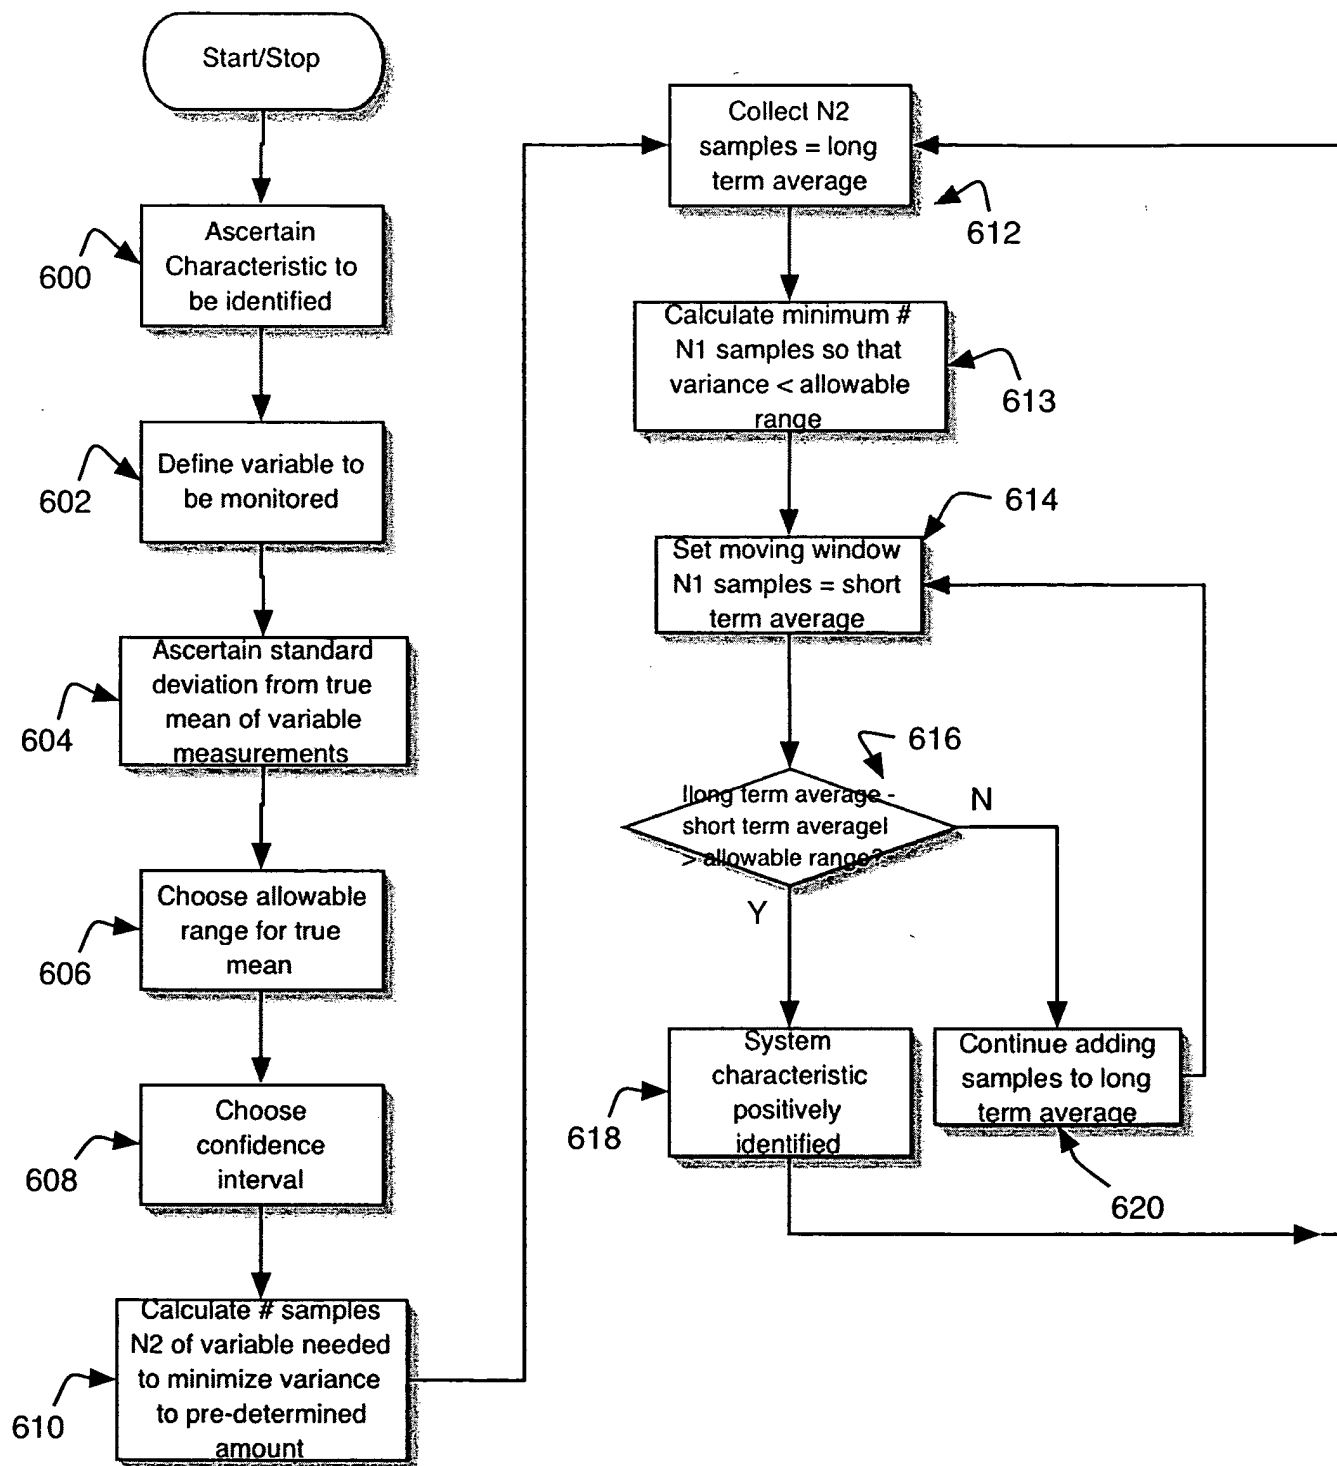 Start/Stop
Ascertain
Characteristic to
be identified
600
Define variable to
be monitored
602
Ascertain standard
deviation from true
mean of variable
measurements
604
Choose allowable
range for true
mean
606
Choose
confidence
interval
608
Calculate # samples
N2 of variable needed
to minimize variance
to pre-determined
amount
610
Collect N2
samples = long
term average
612
Calculate minimum #
N1 samples so that
variance < allowable
range
613
614
Set moving window
N1 samples = short
term average
616
|long term average -
short term average|
> allowable range?
N
Y
System
characteristic
positively
identified
618
Continue adding
samples to long
term average
620